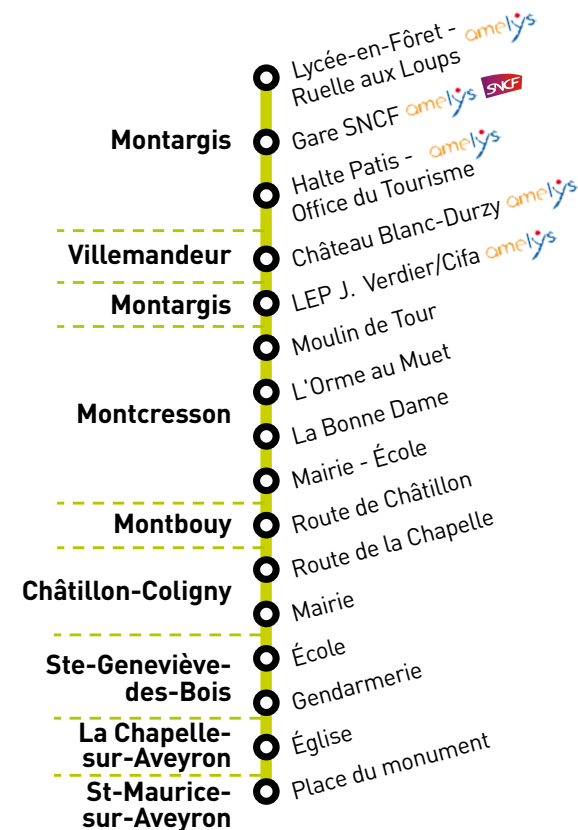 Montargis
Lycée-en-Fôret - amelys
Ruelle aux Loups
Gare SNCF amelys SNCF
Halte Patis - amelys
Office du Tourisme
Villemandeur
Château Blanc-Durzy amelys
Montargis
LEP J. Verdier/Cifa amelys
Montcresson
Moulin de Tour
L'Orme au Muet
La Bonne Dame
Mairie - École
Montbouy
Route de Châtillon
Châtillon-Coligny
Route de la Chapelle
Mairie
Ste-Geneviève-
des-Bois
École
Gendarmerie
La Chapelle-
sur-Aveyron
Église
St-Maurice-
sur-Aveyron
Place du monument